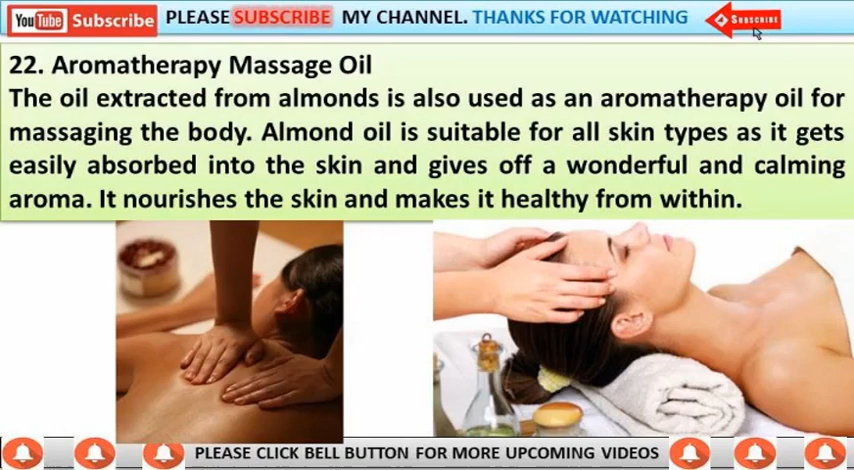 YouTube Subscribe PLEASE SUBSCRIBE MY CHANNEL. THANKS FOR WATCHING SUBSCRIBE
22. Aromatherapy Massage Oil
The oil extracted from almonds is also used as an aromatherapy oil for
massaging the body. Almond oil is suitable for all skin types as it gets
easily absorbed into the skin and gives off a wonderful and calming
aroma. It nourishes the skin and makes it healthy from within.
PLEASE CLICK BELL BUTTON FOR MORE UPCOMING VIDEOS